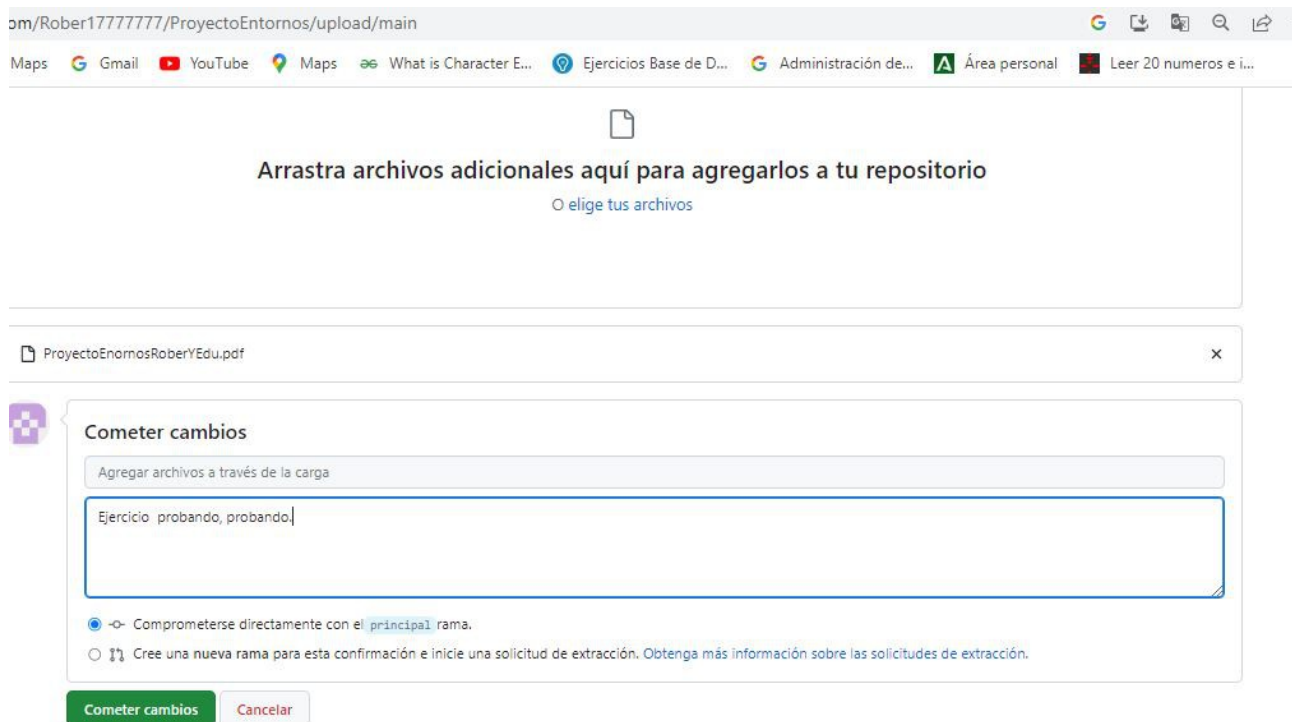 om/Rober17777777/ProyectoEntornos/upload/main
Maps Gmail YouTube Maps What is Character E... Ejercicios Base de D... Administración de... Área personal Leer 20 numeros e i...
Arrastra archivos adicionales aquí para agregarlos a tu repositorio
O elige tus archivos
ProyectoEnornosRoberYEdu.pdf
Cometer cambios
Agregar archivos a través de la carga
Ejercicio probando, probando.
Comprometerse directamente con el principal rama.
Cree una nueva rama para esta confirmación e inicie una solicitud de extracción. Obtenga más información sobre las solicitudes de extracción.
Cometer cambios Cancelar